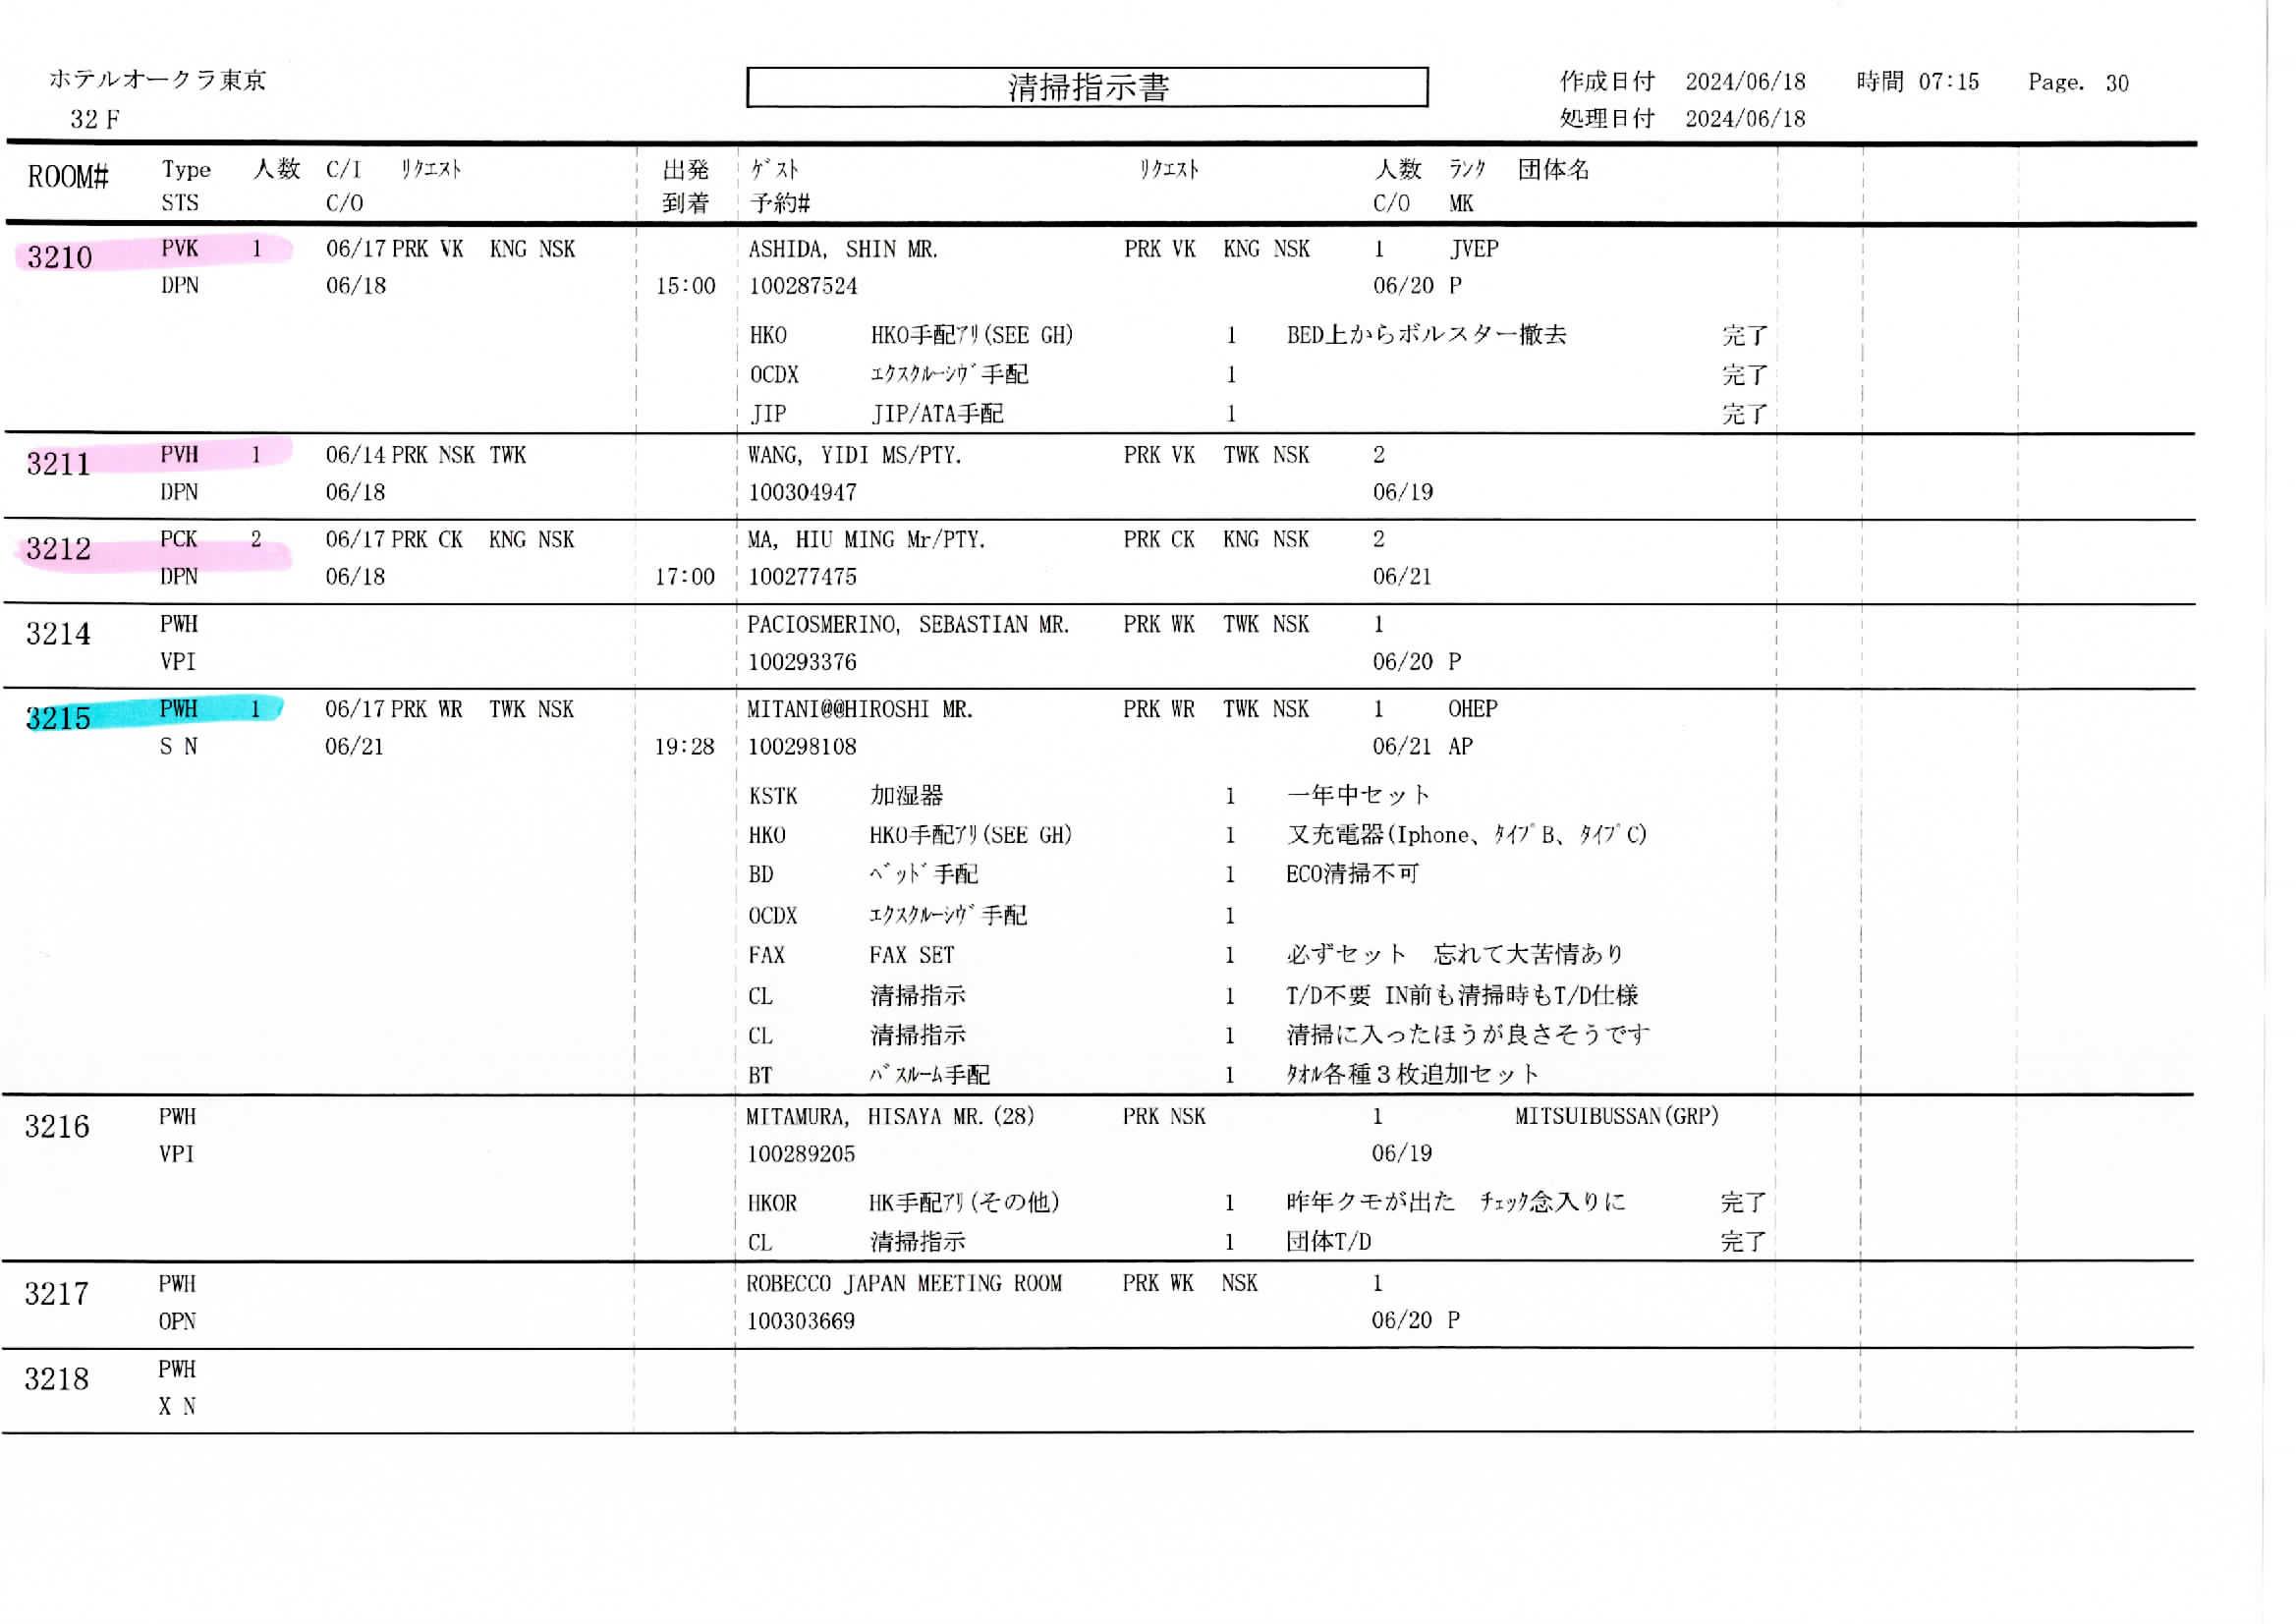 ホテルオークラ東京 清掃指示書 作成日付 2024/06/18 時間 07:15 Page. 30
32 F 処理日付 2024/06/18
ROOM# Type 人数 C/I ﾘｸｴｽﾄ 出発 ｹﾞｽﾄ ﾘｸｴｽﾄ 人数 ﾗﾝｸ 団体名
STS C/O 到着 予約# C/O MK
3210 PVK 1 06/17 PRK VK KNG NSK ASHIDA, SHIN MR. PRK VK KNG NSK 1 JVEP
DPN 06/18 15:00 100287524 06/20 P
HKO HKO手配ｱﾘ(SEE GH) 1 BED上からボルスター撤去 完了
OCDX ｴｸｽｸﾙｰｼｳﾞ手配 1 完了
JIP JIP/ATA手配 1 完了
3211 PVH 1 06/14 PRK NSK TWK WANG, YIDI MS/PTY. PRK VK TWK NSK 2
DPN 06/18 100304947 06/19
3212 PCK 2 06/17 PRK CK KNG NSK MA, HIU MING Mr/PTY. PRK CK KNG NSK 2
DPN 06/18 17:00 100277475 06/21
3214 PWH PACIOSMERINO, SEBASTIAN MR. PRK WK TWK NSK 1
VPI 100293376 06/20 P
3215 PWH 1 06/17 PRK WR TWK NSK MITANI@@HIROSHI MR. PRK WR TWK NSK 1 OHEP
S N 06/21 19:28 100298108 06/21 AP
KSTK 加湿器 1 一年中セット
HKO HKO手配ｱﾘ(SEE GH) 1 又充電器(Iphone、ﾀｲﾌﾟB、ﾀｲﾌﾟC)
BD ﾍﾞｯﾄﾞ手配 1 ECO清掃不可
OCDX ｴｸｽｸﾙｰｼｳﾞ手配 1
FAX FAX SET 1 必ずセット 忘れて大苦情あり
CL 清掃指示 1 T/D不要 IN前も清掃時もT/D仕様
CL 清掃指示 1 清掃に入ったほうが良さそうです
BT ﾊﾞｽﾙｰﾑ手配 1 ﾀｵﾙ各種３枚追加セット
3216 PWH MITAMURA, HISAYA MR.(28) PRK NSK 1 MITSUIBUSSAN(GRP)
VPI 100289205 06/19
HKOR HK手配ｱﾘ(その他) 1 昨年クモが出た ﾁｪｯｸ念入りに 完了
CL 清掃指示 1 団体T/D 完了
3217 PWH ROBECCO JAPAN MEETING ROOM PRK WK NSK 1
OPN 100303669 06/20 P
3218 PWH
X N